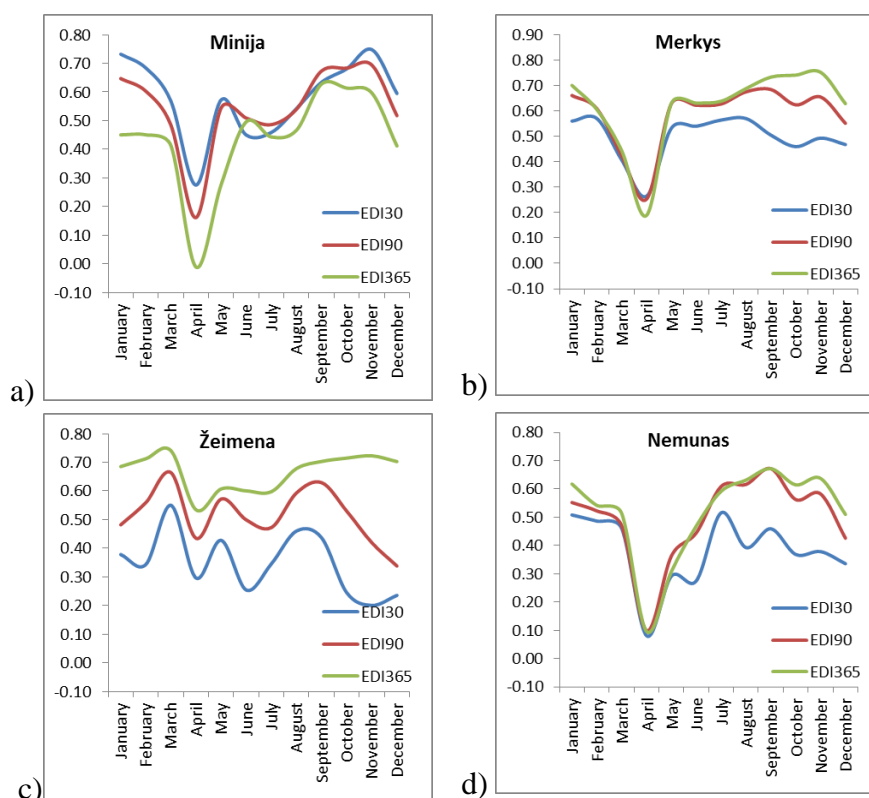 Minija
0.80
0.70
0.60
0.50
0.40
0.30
0.20
0.10
0.00
-0.10
EDI30
EDI90
EDI365
January
February
March
April
May
June
July
August
September
October
November
December
a)
Merkys
0.90
0.80
0.70
0.60
0.50
0.40
0.30
0.20
0.10
0.00
-0.10
EDI30
EDI90
EDI365
January
February
March
April
May
June
July
August
September
October
November
December
b)
Žeimena
0.80
0.70
0.60
0.50
0.40
0.30
0.20
0.10
0.00
-0.10
EDI30
EDI90
EDI365
January
February
March
April
May
June
July
August
September
October
November
December
c)
Nemunas
0.80
0.70
0.60
0.50
0.40
0.30
0.20
0.10
0.00
-0.10
EDI30
EDI90
EDI365
January
February
March
April
May
June
July
August
September
October
November
December
d)